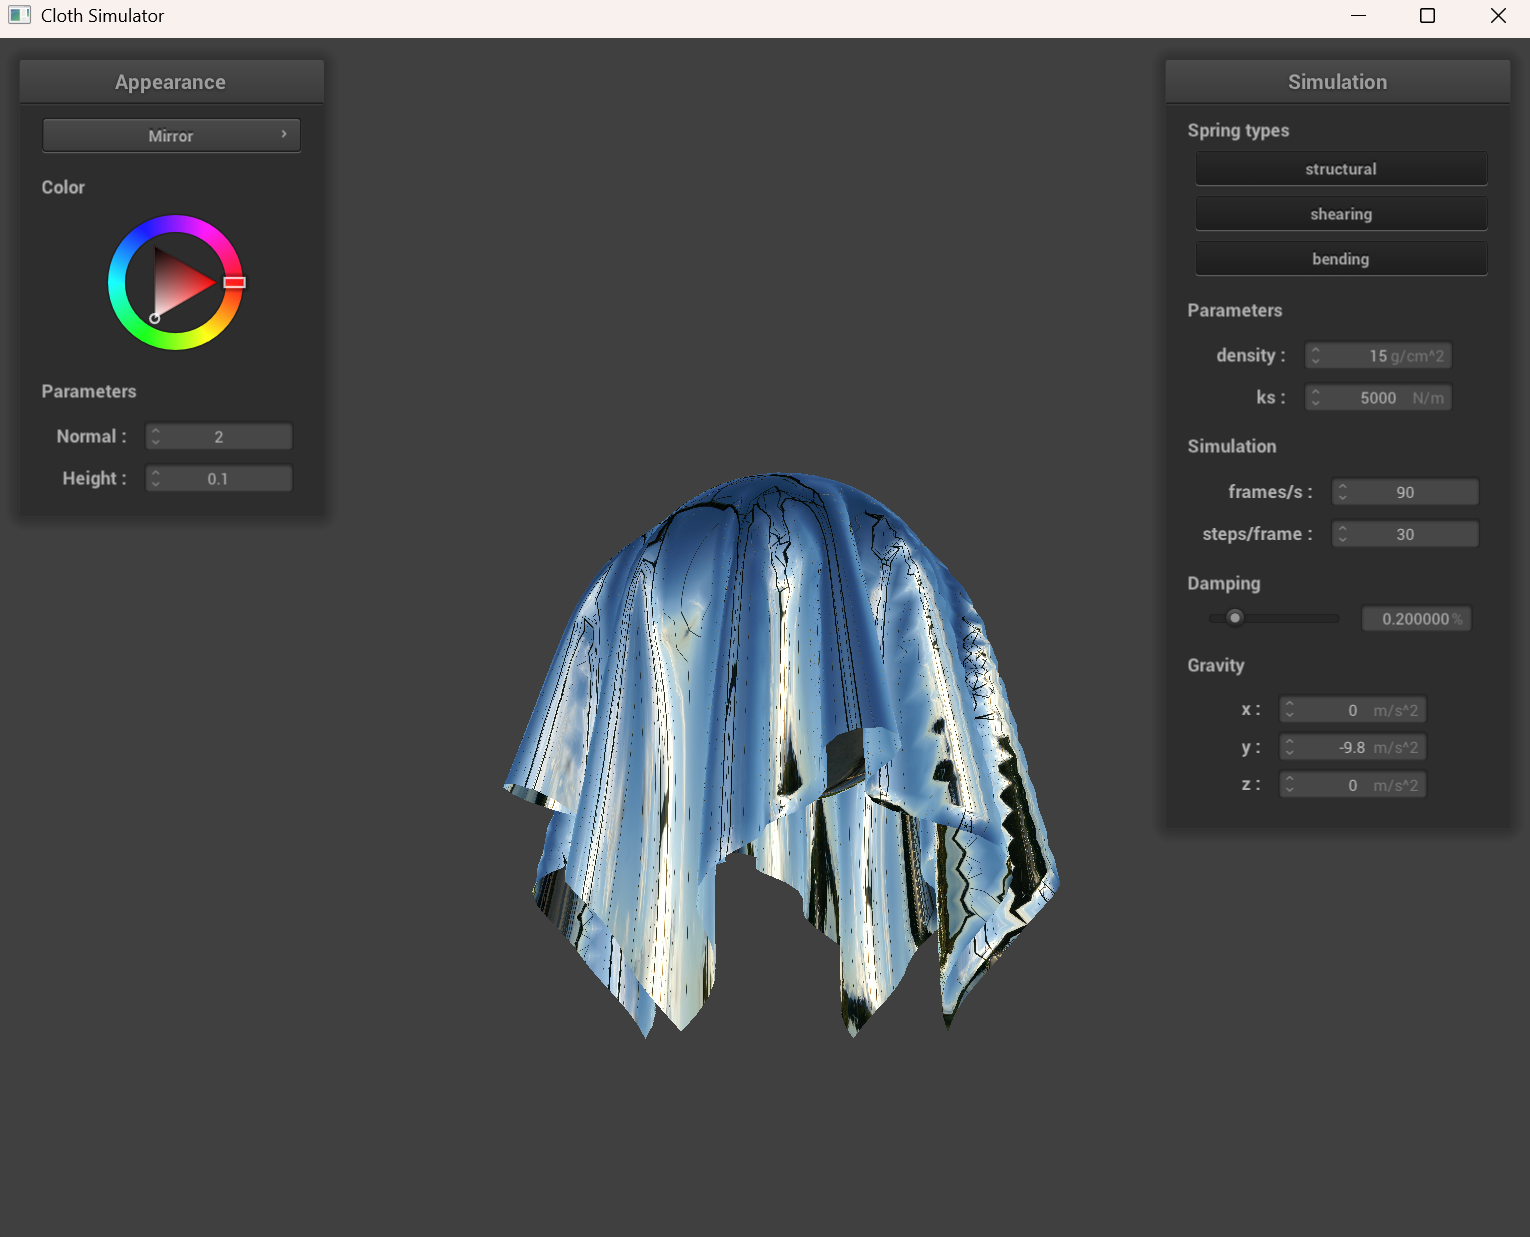 Cloth Simulator
Appearance
Mirror
Color
Parameters
Normal : 2
Height : 0.1
Simulation
Spring types
structural
shearing
bending
Parameters
density : 15 g/cm^2
ks : 5000 N/m
Simulation
frames/s : 90
steps/frame : 30
Damping
0.200000 %
Gravity
x : 0 m/s^2
y : -9.8 m/s^2
z : 0 m/s^2